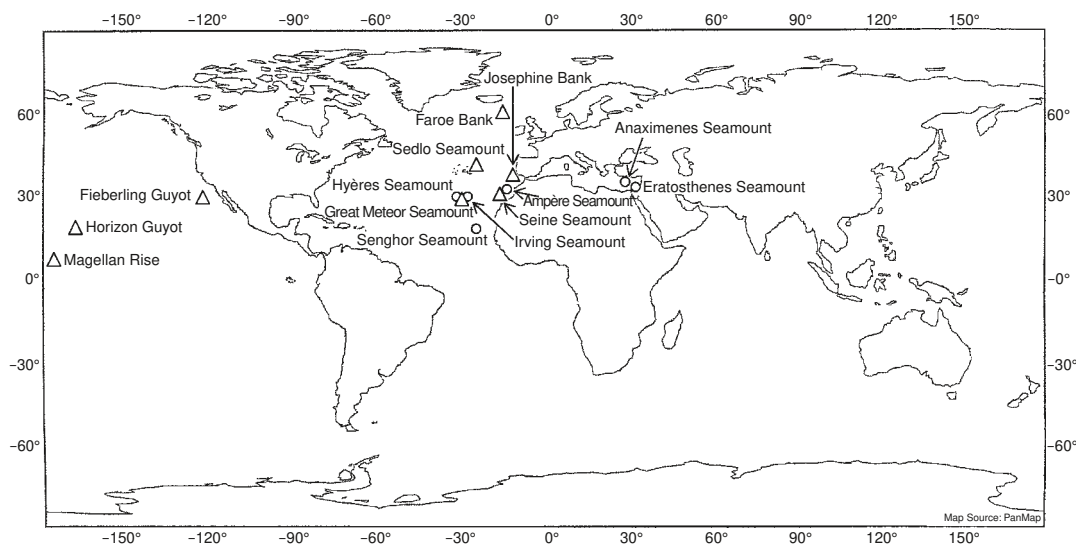 −150° −120° −90° −60° −30° 0° 30° 60° 90° 120° 150°
Josephine Bank
60° Faroe Bank 60°
Anaximenes Seamount
Sedlo Seamount
Hyères Seamount
Eratosthenes Seamount
Fieberling Guyot
30° 30°
Ampère Seamount
Great Meteor Seamount
Seine Seamount
Horizon Guyot
Senghor Seamount
Irving Seamount
Magellan Rise
0° −0°
−30° −30°
−60° −60°
Map Source: PanMap
−150° −120° −90° −60° −30° 0° 30° 60° 90° 120° 150°